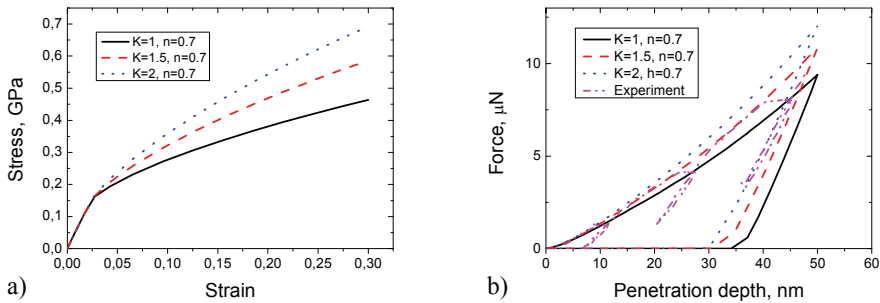 0,7
0,6
0,5
0,4
0,3
0,2
0,1
0,0
Stress, GPa
K=1, n=0.7
K=1.5, n=0.7
K=2, n=0.7
0,00 0,05 0,10 0,15 0,20 0,25 0,30
Strain
a)
10
5
0
Force, μN
K=1, n=0.7
K=1.5, n=0.7
K=2, h=0.7
Experiment
0 10 20 30 40 50 60
Penetration depth, nm
b)